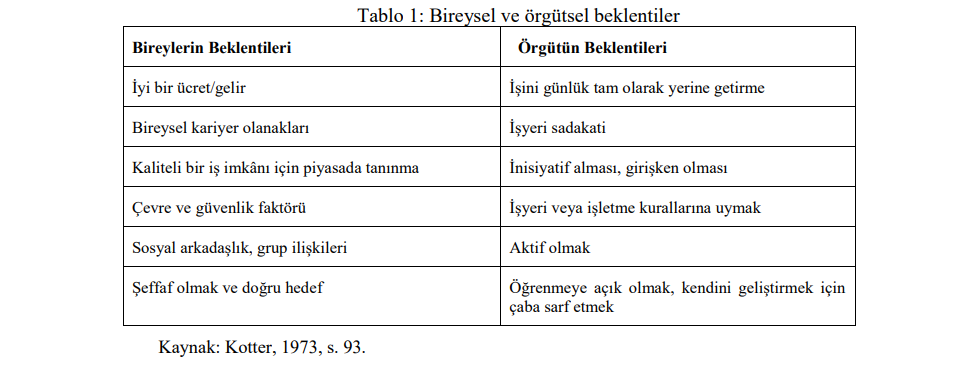 Tablo 1: Bireysel ve örgütsel beklentiler
Bireylerin Beklentileri
Örgütün Beklentileri
İyi bir ücret/gelir
İşini günlük tam olarak yerine getirme
Bireysel kariyer olanakları
İşyeri sadakati
Kaliteli bir iş imkânı için piyasada tanınma
İnisiyatif alması, girişken olması
Çevre ve güvenlik faktörü
İşyeri veya işletme kurallarına uymak
Sosyal arkadaşlık, grup ilişkileri
Aktif olmak
Şeffaf olmak ve doğru hedef
Öğrenmeye açık olmak, kendini geliştirmek için
çaba sarf etmek
Kaynak: Kotter, 1973, s. 93.